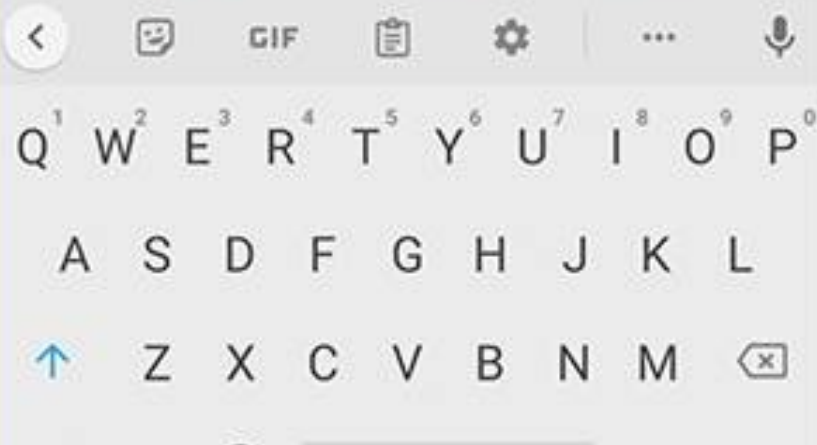 GIF
Q1 W2 E3 R4 T5 Y6 U7 I8 O9 P0
A S D F G H J K L
Z X C V B N M